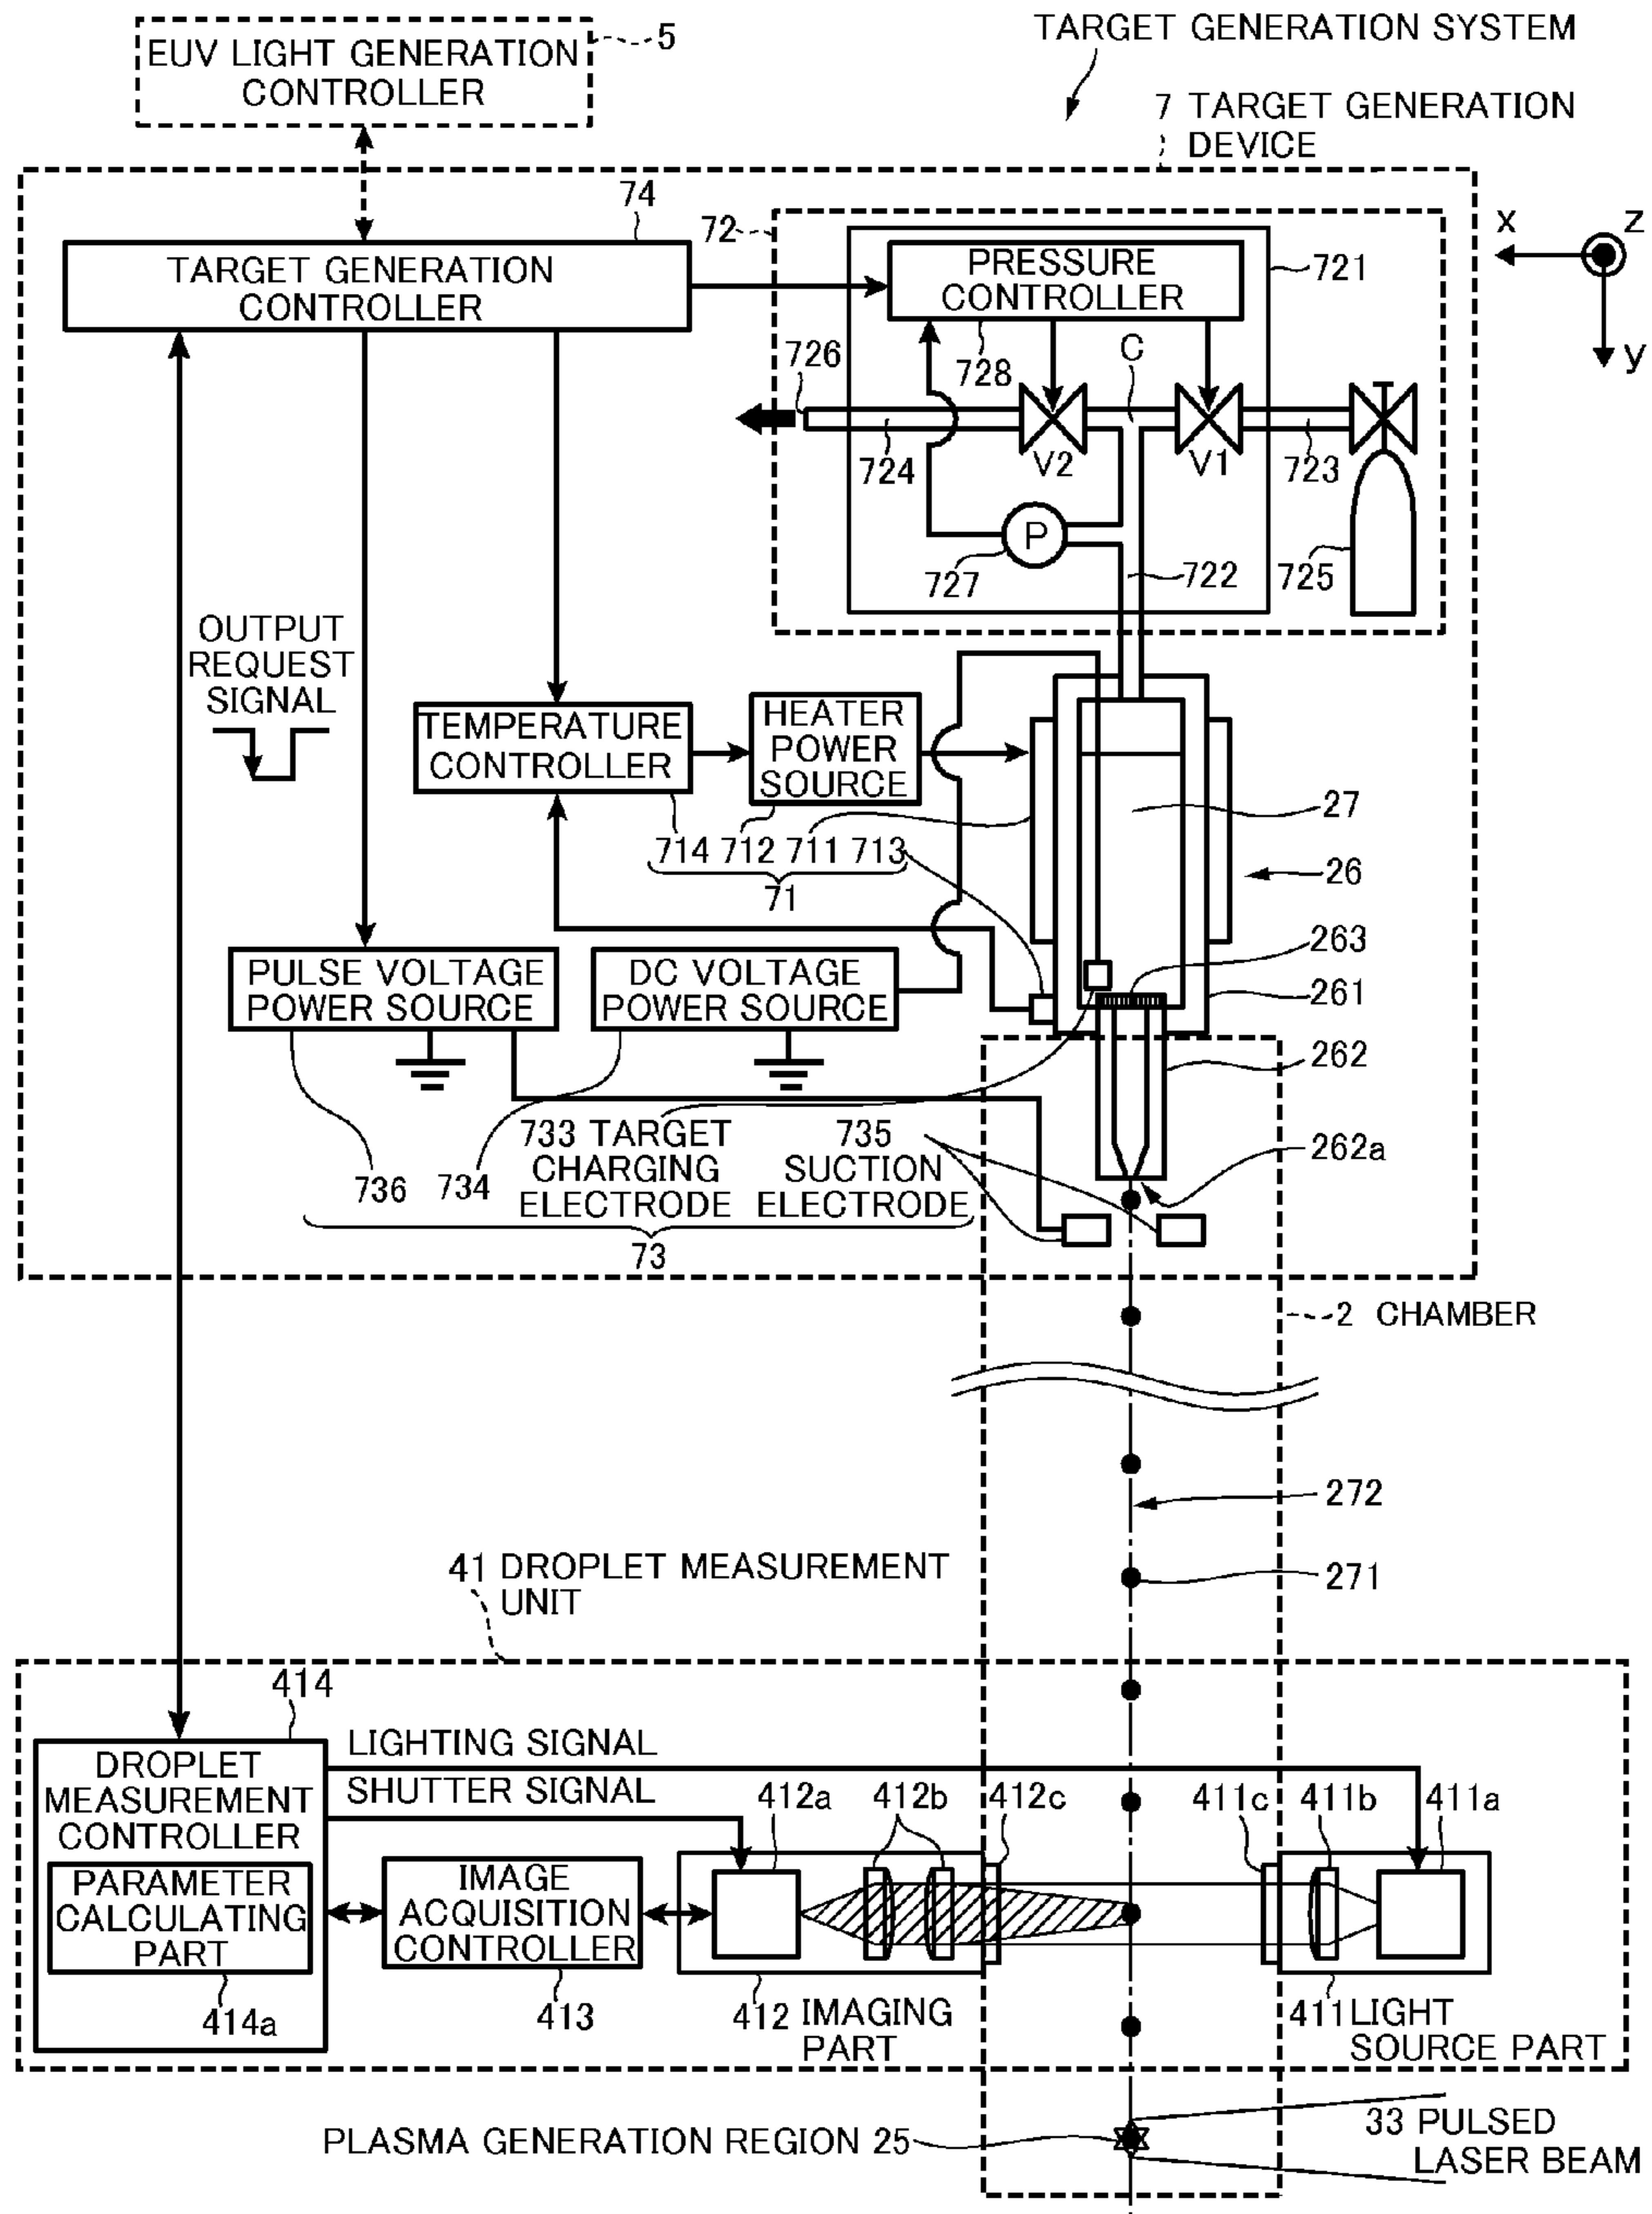 TARGET GENERATION SYSTEM
EUV LIGHT GENERATION
CONTROLLER
5
7 TARGET GENERATION
DEVICE
74
72
TARGET GENERATION
CONTROLLER
PRESSURE
CONTROLLER
721
x
z
y
726
728
C
724
V2
V1
723
P
727
722
725
OUTPUT
REQUEST
SIGNAL
TEMPERATURE
CONTROLLER
HEATER
POWER
SOURCE
27
714 712 711 713
71
26
263
PULSE VOLTAGE
POWER SOURCE
DC VOLTAGE
POWER SOURCE
261
262
733 TARGET
CHARGING
ELECTRODE
735
SUCTION
ELECTRODE
262a
736
734
73
2 CHAMBER
272
271
41 DROPLET MEASUREMENT
UNIT
414
LIGHTING SIGNAL
DROPLET
MEASUREMENT
CONTROLLER
SHUTTER SIGNAL
412a
412b
412c
411c
411b
411a
PARAMETER
CALCULATING
PART
IMAGE
ACQUISITION
CONTROLLER
414a
413
412 IMAGING
PART
411 LIGHT
SOURCE PART
PLASMA GENERATION REGION 25
33 PULSED
LASER BEAM